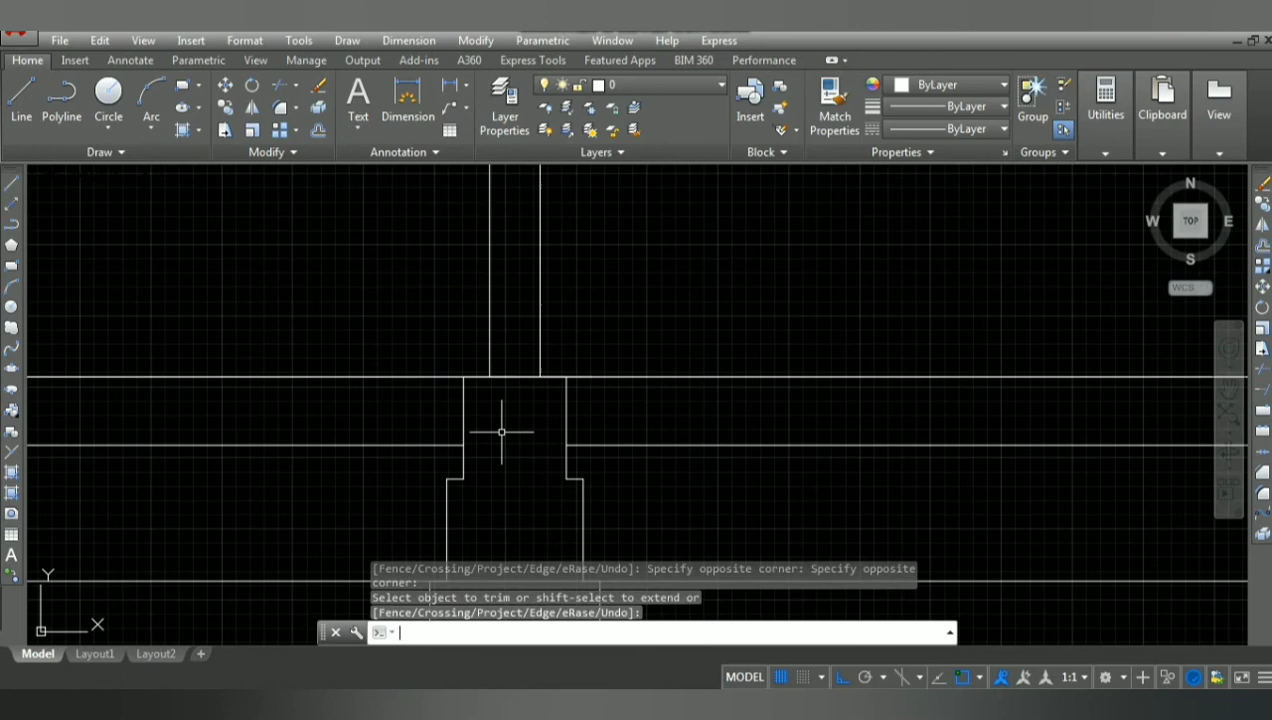 File Edit View Insert Format Tools Draw Dimension Modify Parametric Window Help Express
Home Insert Annotate Parametric View Manage Output Add-ins A360 Express Tools Featured Apps BIM 360 Performance
0
ByLayer
ByLayer
ByLayer
Line Polyline Circle Arc
Text Dimension
Layer
Properties
Insert
Match
Properties
Group Utilities Clipboard View
Draw Modify Annotation Layers Block Properties Groups
N
W TOP E
S
WCS
A
Y
X
[Fence/Crossing/Project/Edge/eRase/Undo]: Specify opposite corner: Specify opposite
corner:
Select object to trim or shift-select to extend or
[Fence/Crossing/Project/Edge/eRase/Undo]:
Model Layout1 Layout2 +
MODEL 1:1